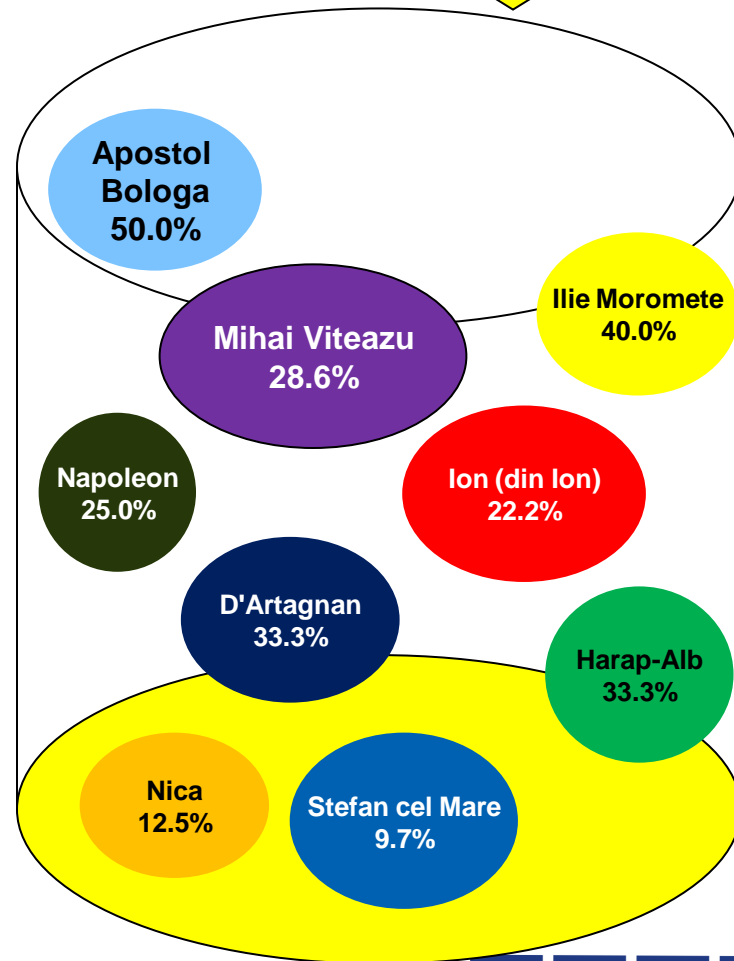 Apostol
Bologa
50.0%
Ilie Moromete
40.0%
Mihai Viteazu
28.6%
Napoleon
25.0%
Ion (din Ion)
22.2%
D'Artagnan
33.3%
Harap-Alb
33.3%
Nica
12.5%
Stefan cel Mare
9.7%